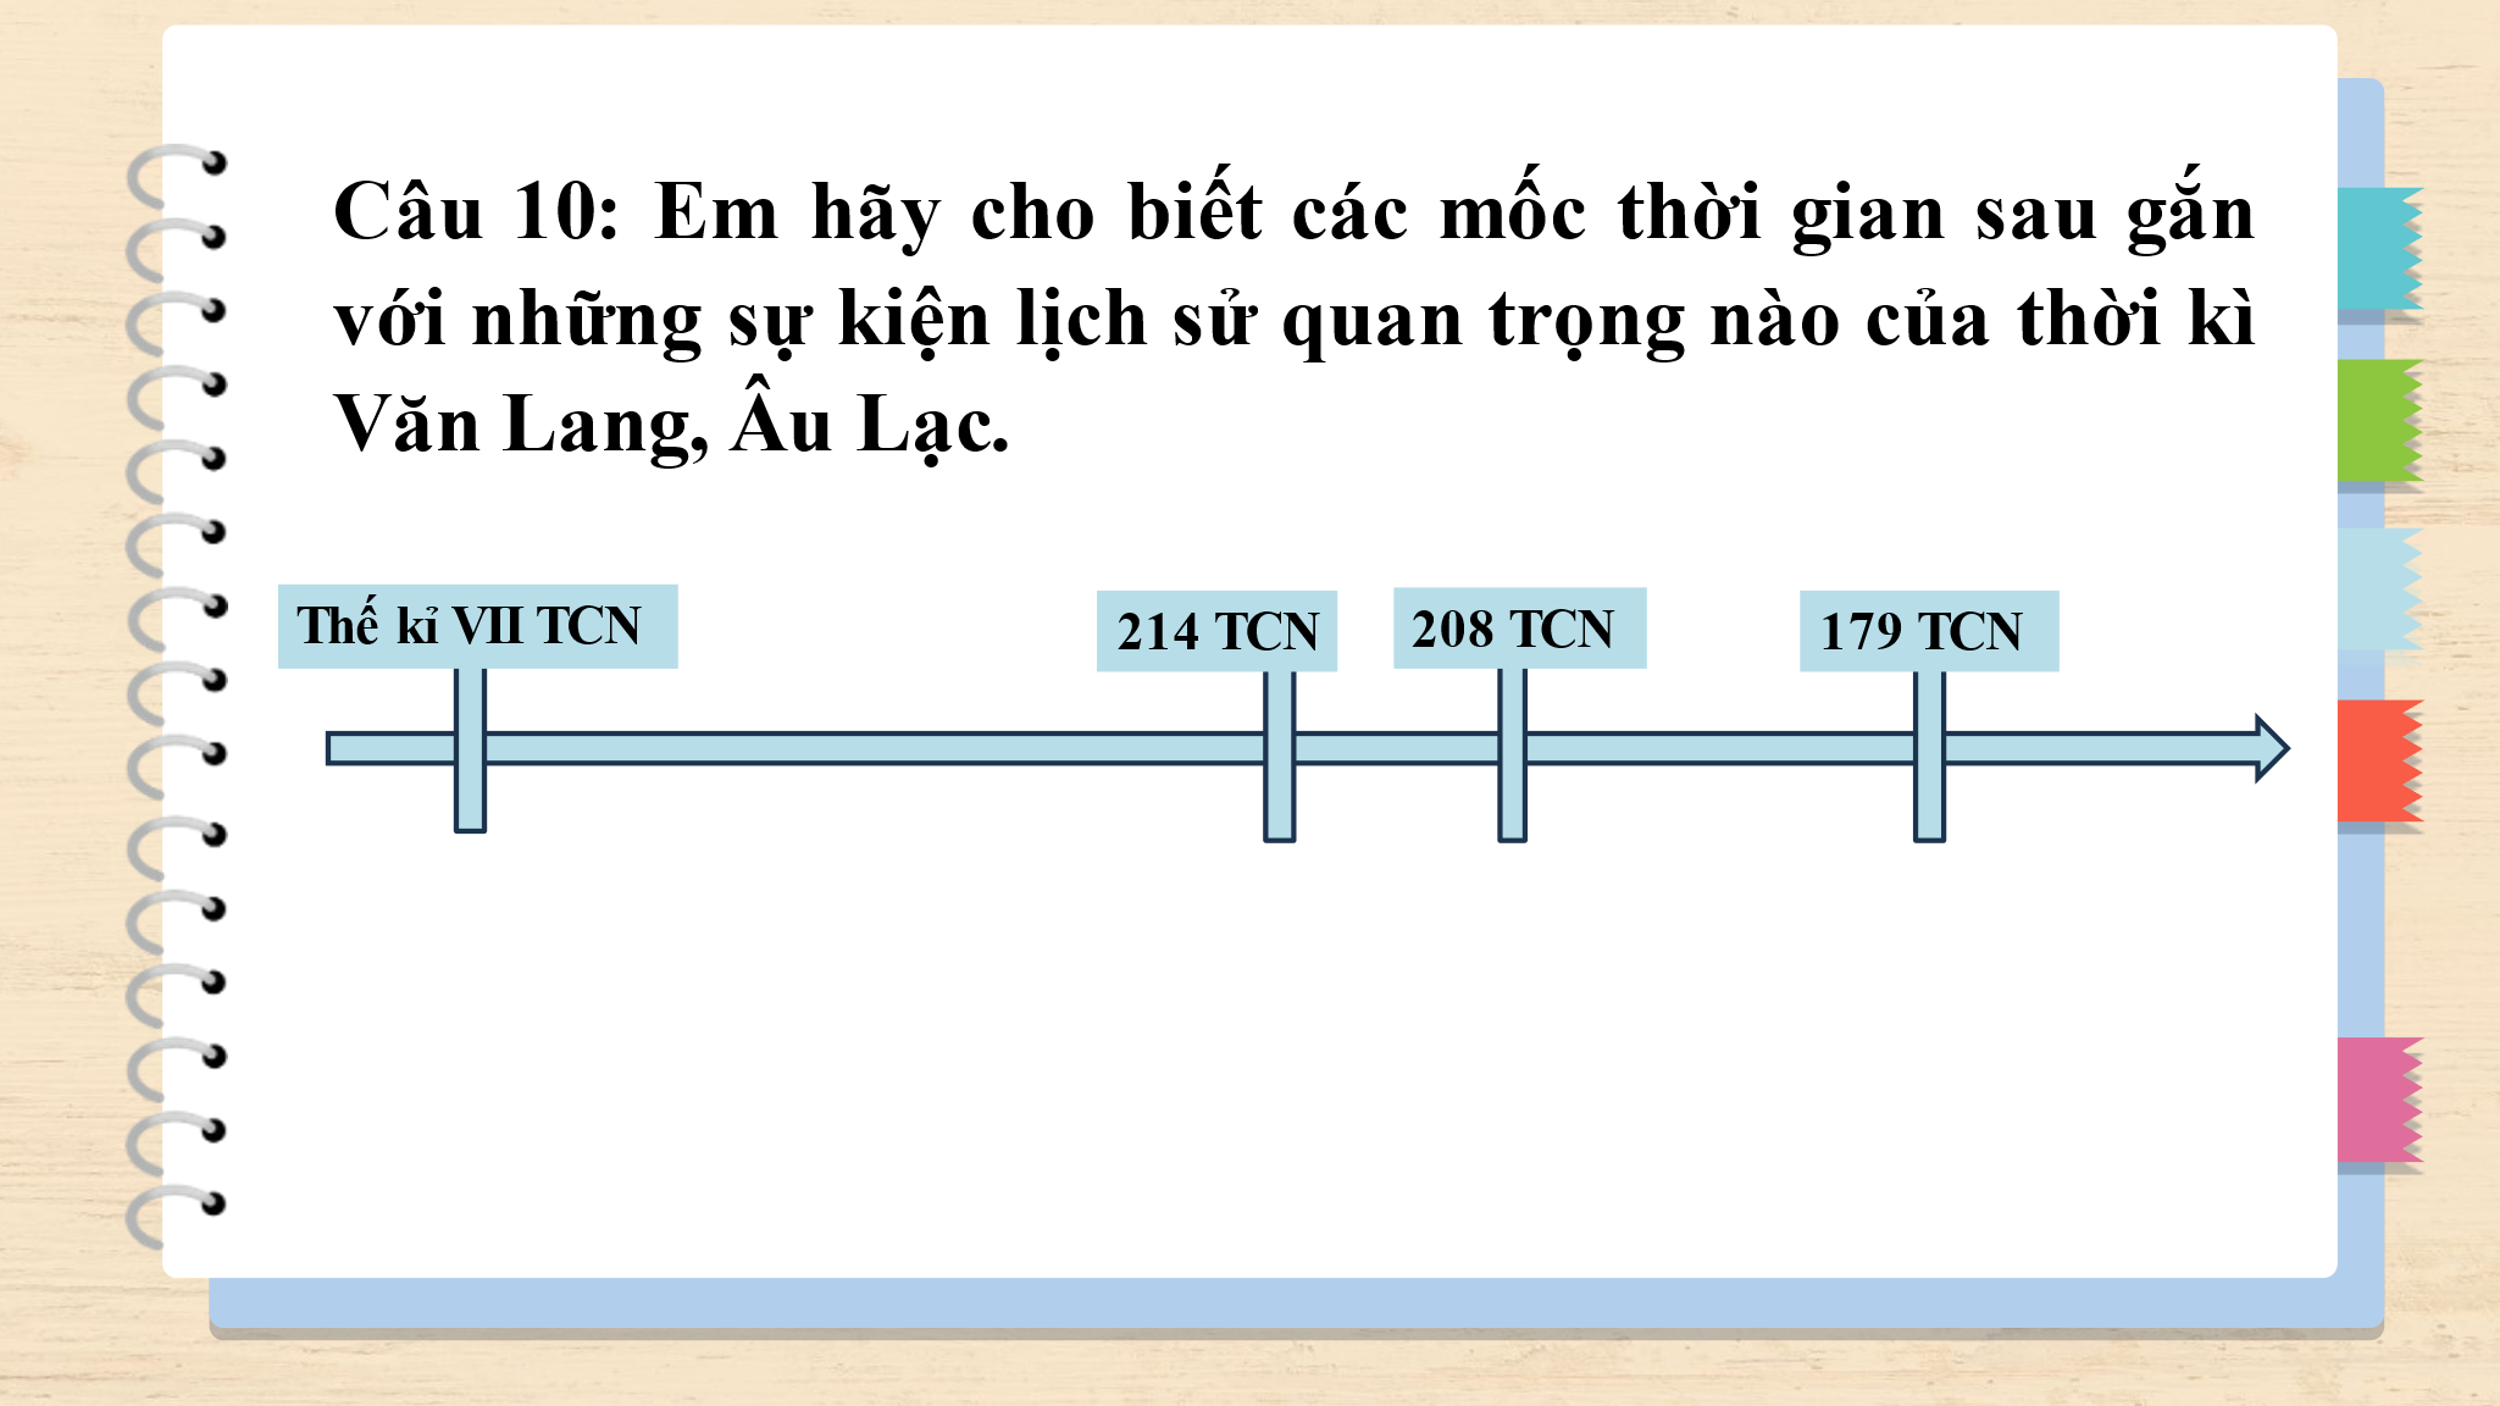 Câu 10: Em hãy cho biết các mốc thời gian sau gắn
với những sự kiện lịch sử quan trọng nào của thời kì
Văn Lang, Âu Lạc.
Thế kỉ VII TCN
214 TCN
208 TCN
179 TCN